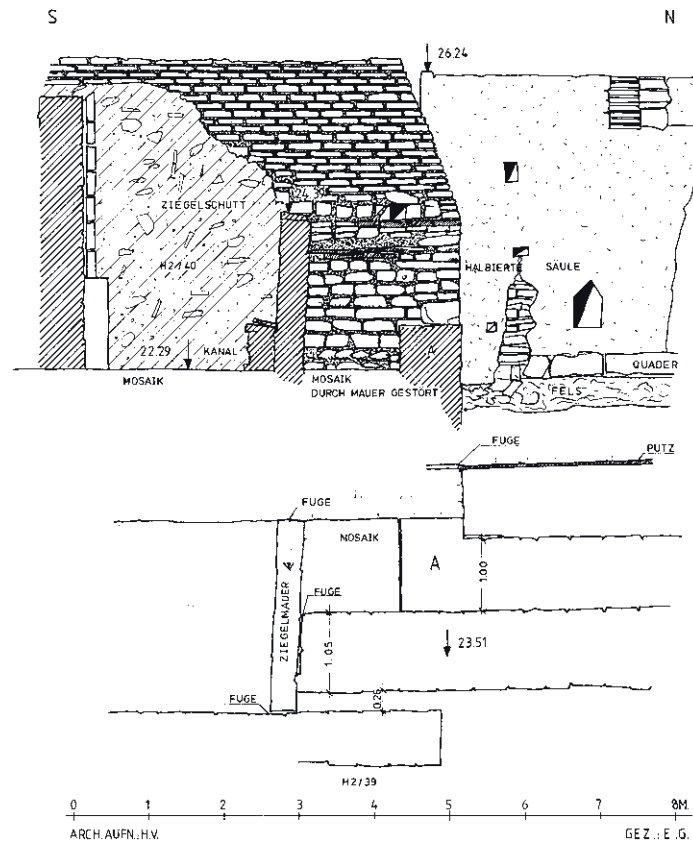 S
N
26.24
ZIEGELSCHUTT
H2/40
HALBIERTE SÄULE
22.29
KANAL
A
QUADER
MOSAIK
MOSAIK
DURCH MAUER GESTÖRT
FELS
FUGE
PUTZ
FUGE
MOSAIK
A
1.00
ZIEGELMAUER
FUGE
1.05
23.51
FUGE
0.26
H2/39
0 1 2 3 4 5 6 7 8M.
ARCH.AUFN.:H.V.
GEZ.:E.G.